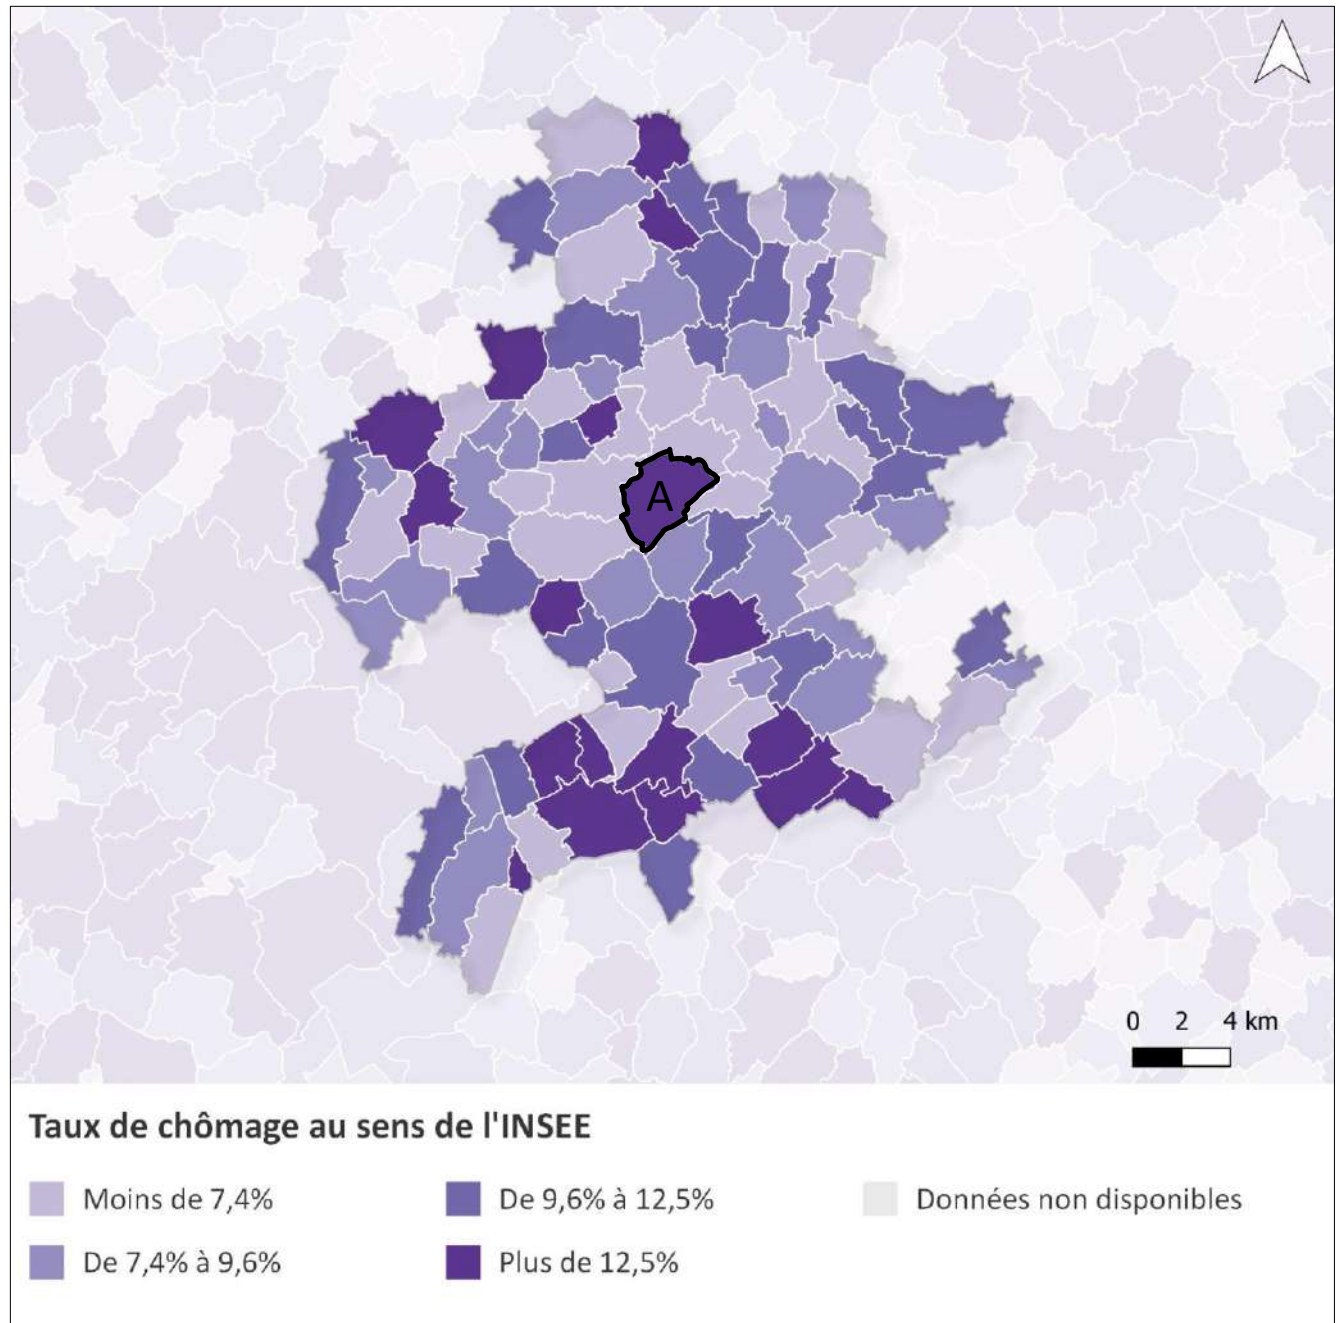 A
0 2 4 km
Taux de chômage au sens de l'INSEE
Moins de 7,4%
De 9,6% à 12,5%
Données non disponibles
De 7,4% à 9,6%
Plus de 12,5%